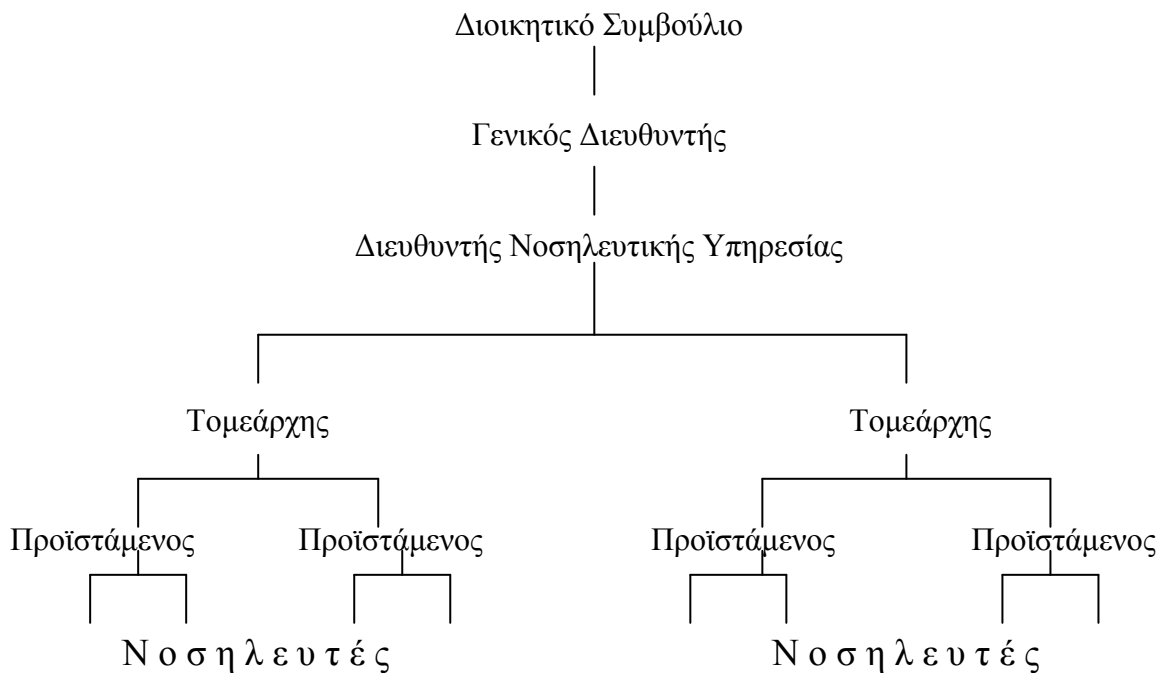 Διοικητικό Συμβούλιο
Γενικός Διευθυντής
Διευθυντής Νοσηλευτικής Υπηρεσίας
Τομεάρχης Τομεάρχης
Προϊστάμενος Προϊστάμενος Προϊστάμενος Προϊστάμενος
Νοσηλευτές Νοσηλευτές